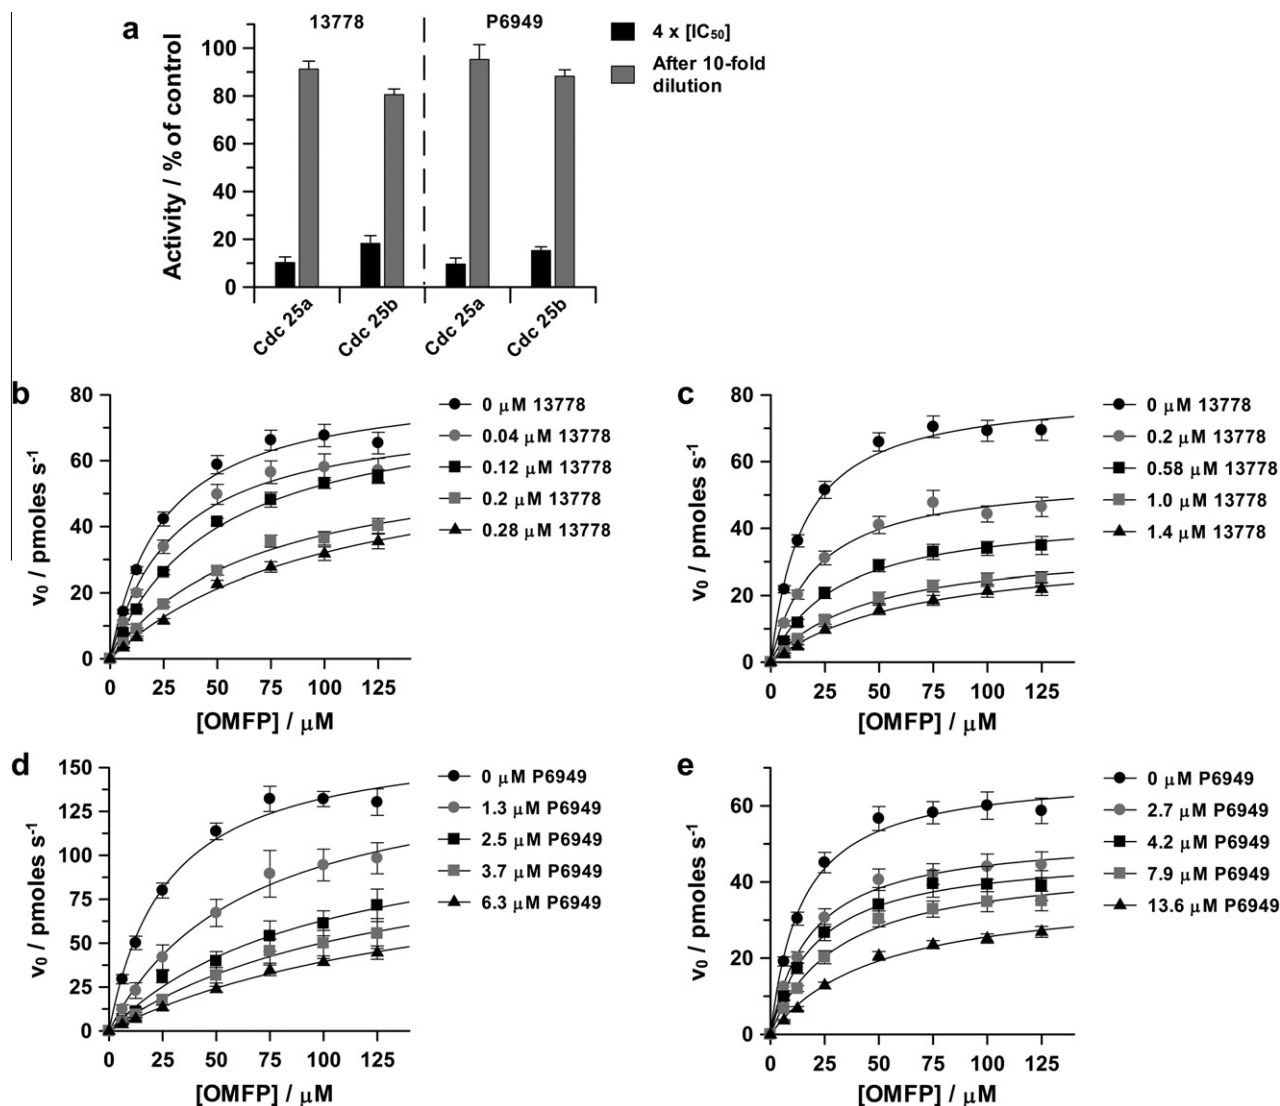 a
13778
P6949
4 x [IC50]
After 10-fold
dilution
Activity / % of control
100
80
60
40
20
0
Cdc 25a
Cdc 25b
Cdc 25a
Cdc 25b
b
v0 / pmoles s-1
80
60
40
20
0
0 25 50 75 100 125
[OMFP] / μM
0 μM 13778
0.04 μM 13778
0.12 μM 13778
0.2 μM 13778
0.28 μM 13778
c
v0 / pmoles s-1
80
60
40
20
0
0 25 50 75 100 125
[OMFP] / μM
0 μM 13778
0.2 μM 13778
0.58 μM 13778
1.0 μM 13778
1.4 μM 13778
d
v0 / pmoles s-1
150
125
100
75
50
25
0
0 25 50 75 100 125
[OMFP] / μM
0 μM P6949
1.3 μM P6949
2.5 μM P6949
3.7 μM P6949
6.3 μM P6949
e
v0 / pmoles s-1
60
40
20
0
0 25 50 75 100 125
[OMFP] / μM
0 μM P6949
2.7 μM P6949
4.2 μM P6949
7.9 μM P6949
13.6 μM P6949